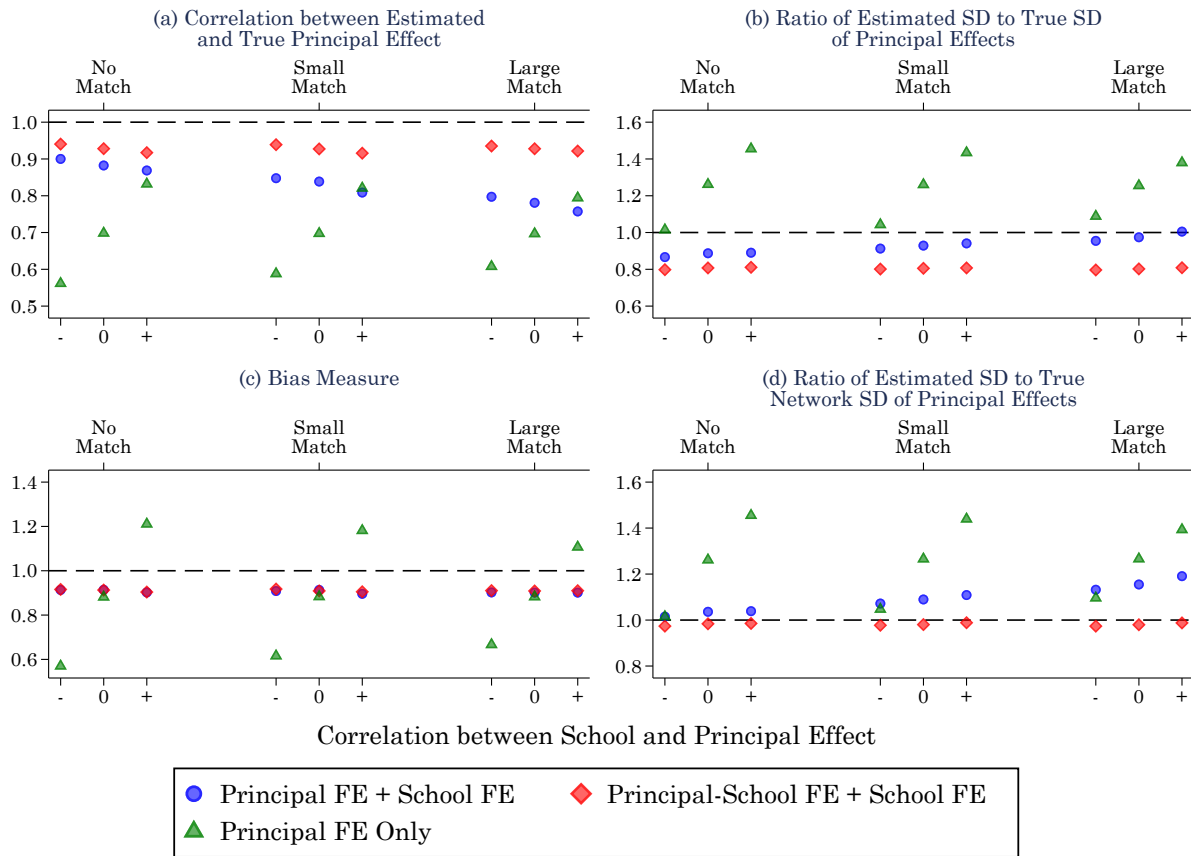 (a) Correlation between Estimated
and True Principal Effect
No
Match
Small
Match
Large
Match
1.0
0.9
0.8
0.7
0.6
0.5
- 0 + - 0 + - 0 +
(b) Ratio of Estimated SD to True SD
of Principal Effects
No
Match
Small
Match
Large
Match
1.6
1.4
1.2
1.0
0.8
0.6
- 0 + - 0 + - 0 +
(c) Bias Measure
No
Match
Small
Match
Large
Match
1.4
1.2
1.0
0.8
0.6
- 0 + - 0 + - 0 +
(d) Ratio of Estimated SD to True
Network SD of Principal Effects
No
Match
Small
Match
Large
Match
1.6
1.4
1.2
1.0
0.8
- 0 + - 0 + - 0 +
Correlation between School and Principal Effect
Principal FE + School FE
Principal-School FE + School FE
Principal FE Only